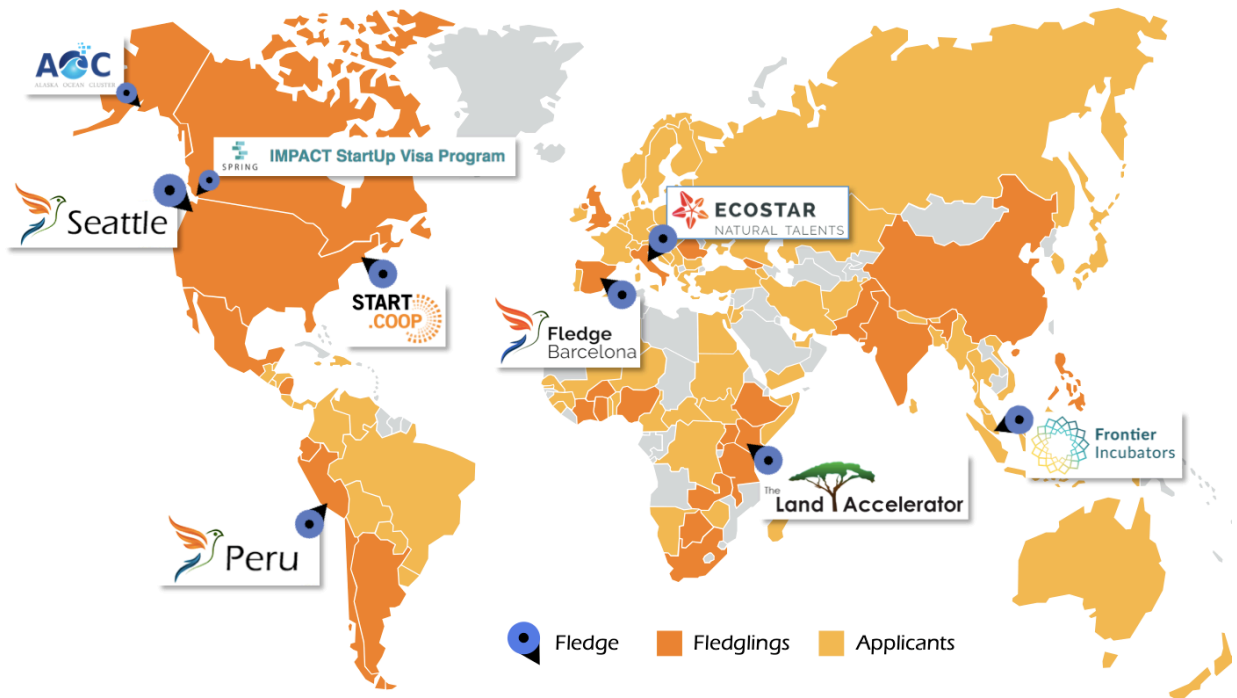 AOC
ALASKA OCEAN CLUSTER
SPRING
IMPACT StartUp Visa Program
Seattle
START
.COOP
ECOSTAR
NATURAL TALENTS
Fledge
Barcelona
Frontier
Incubators
The
Land Accelerator
Peru
Fledge
Fledglings
Applicants